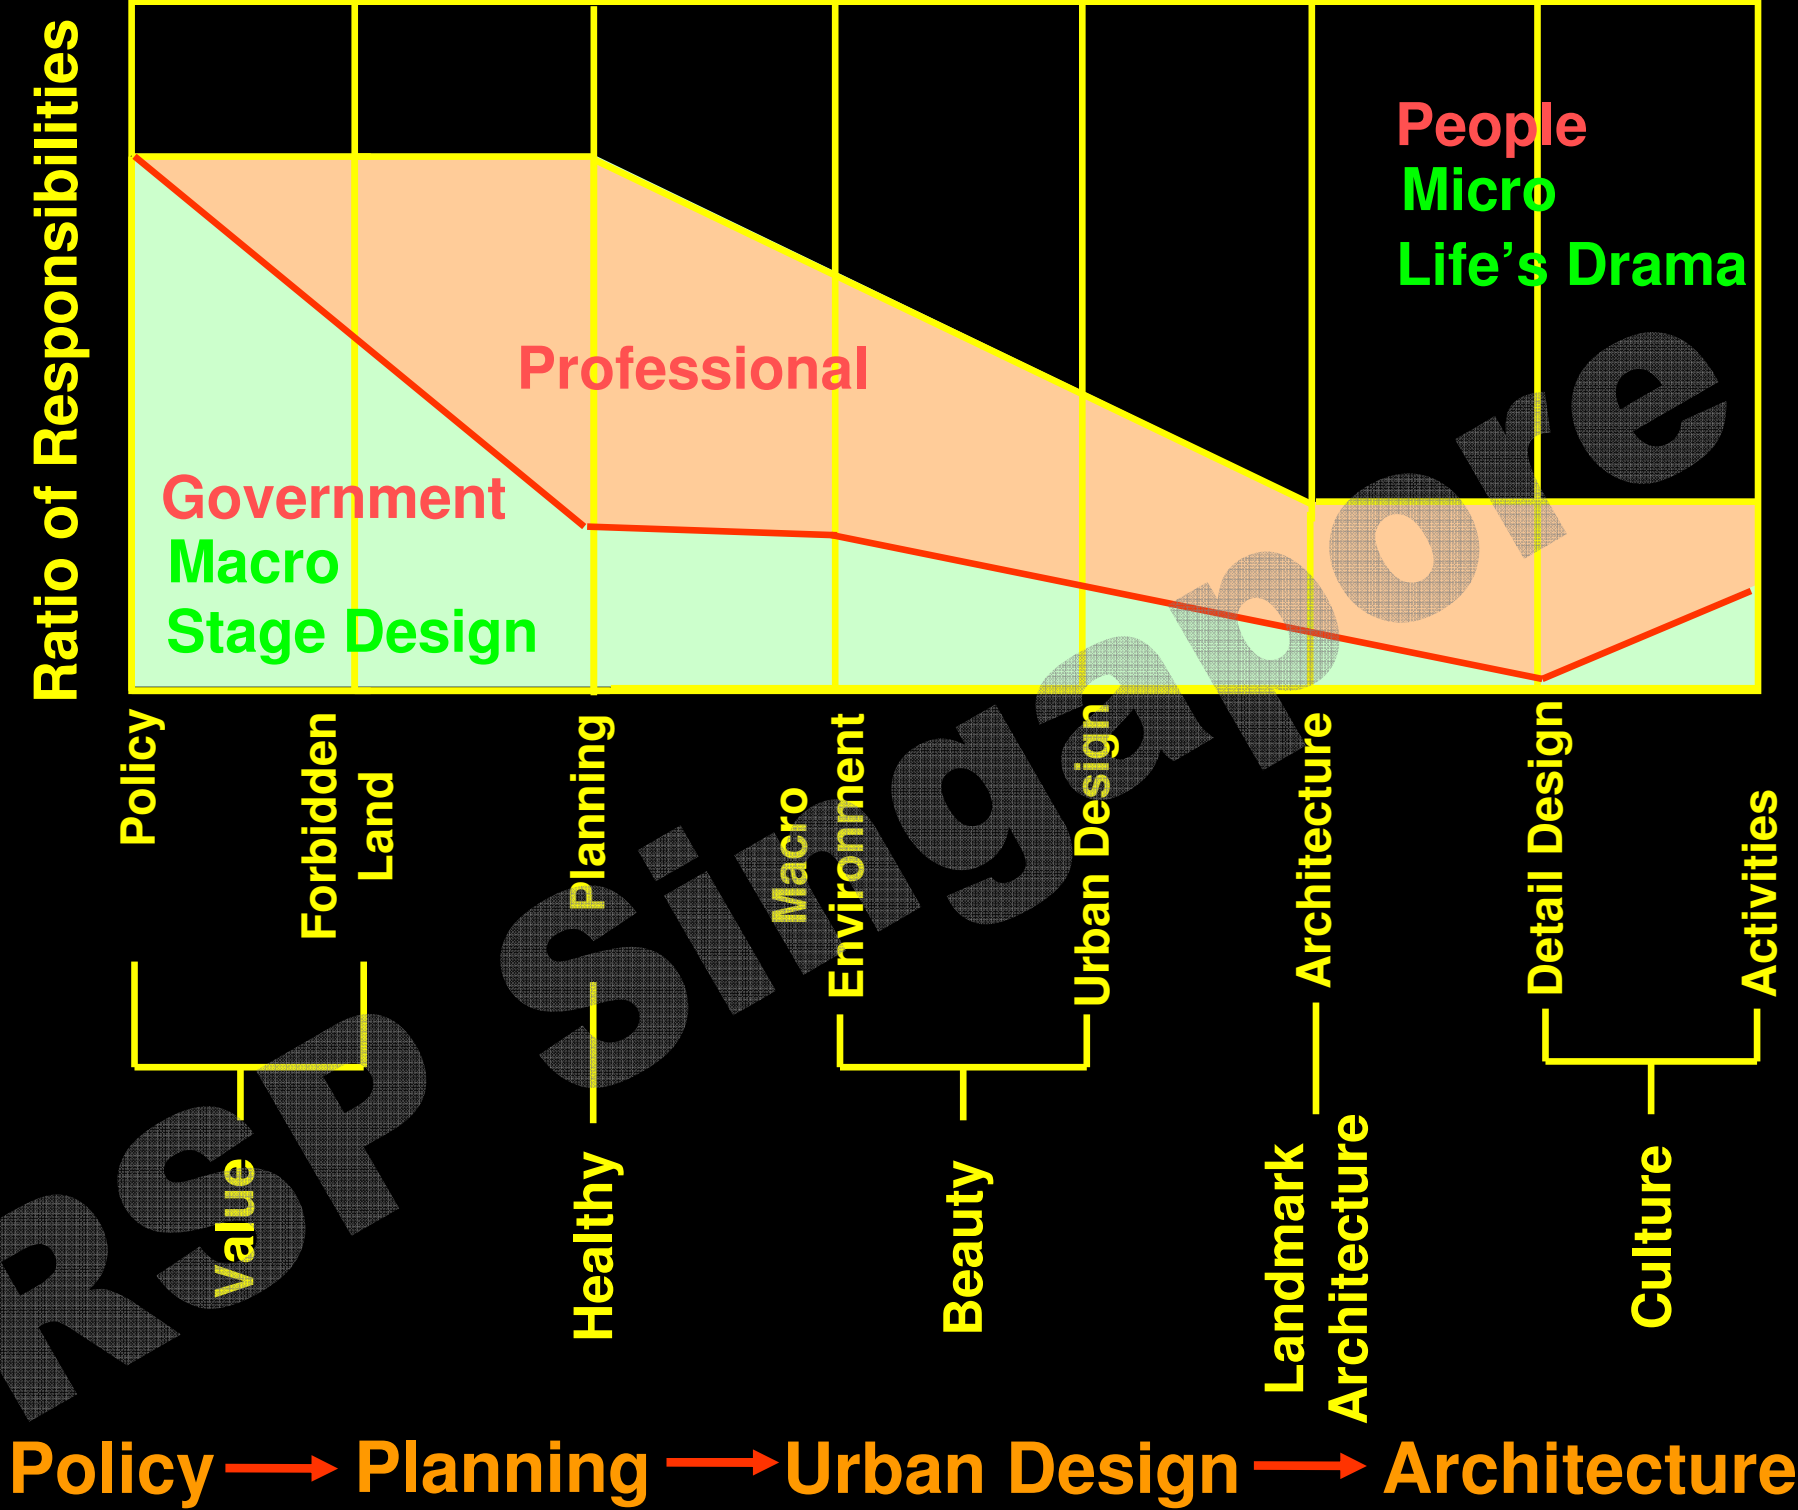 Ratio of Responsibilities
People
Micro
Life’s Drama
Professional
Government
Macro
Stage Design
Policy
Forbidden
Land
Planning
Macro
Environment
Urban Design
Architecture
Detail Design
Activities
Value
Healthy
Beauty
Landmark
Architecture
Culture
RSP Singapore
Policy Planning Urban Design Architecture